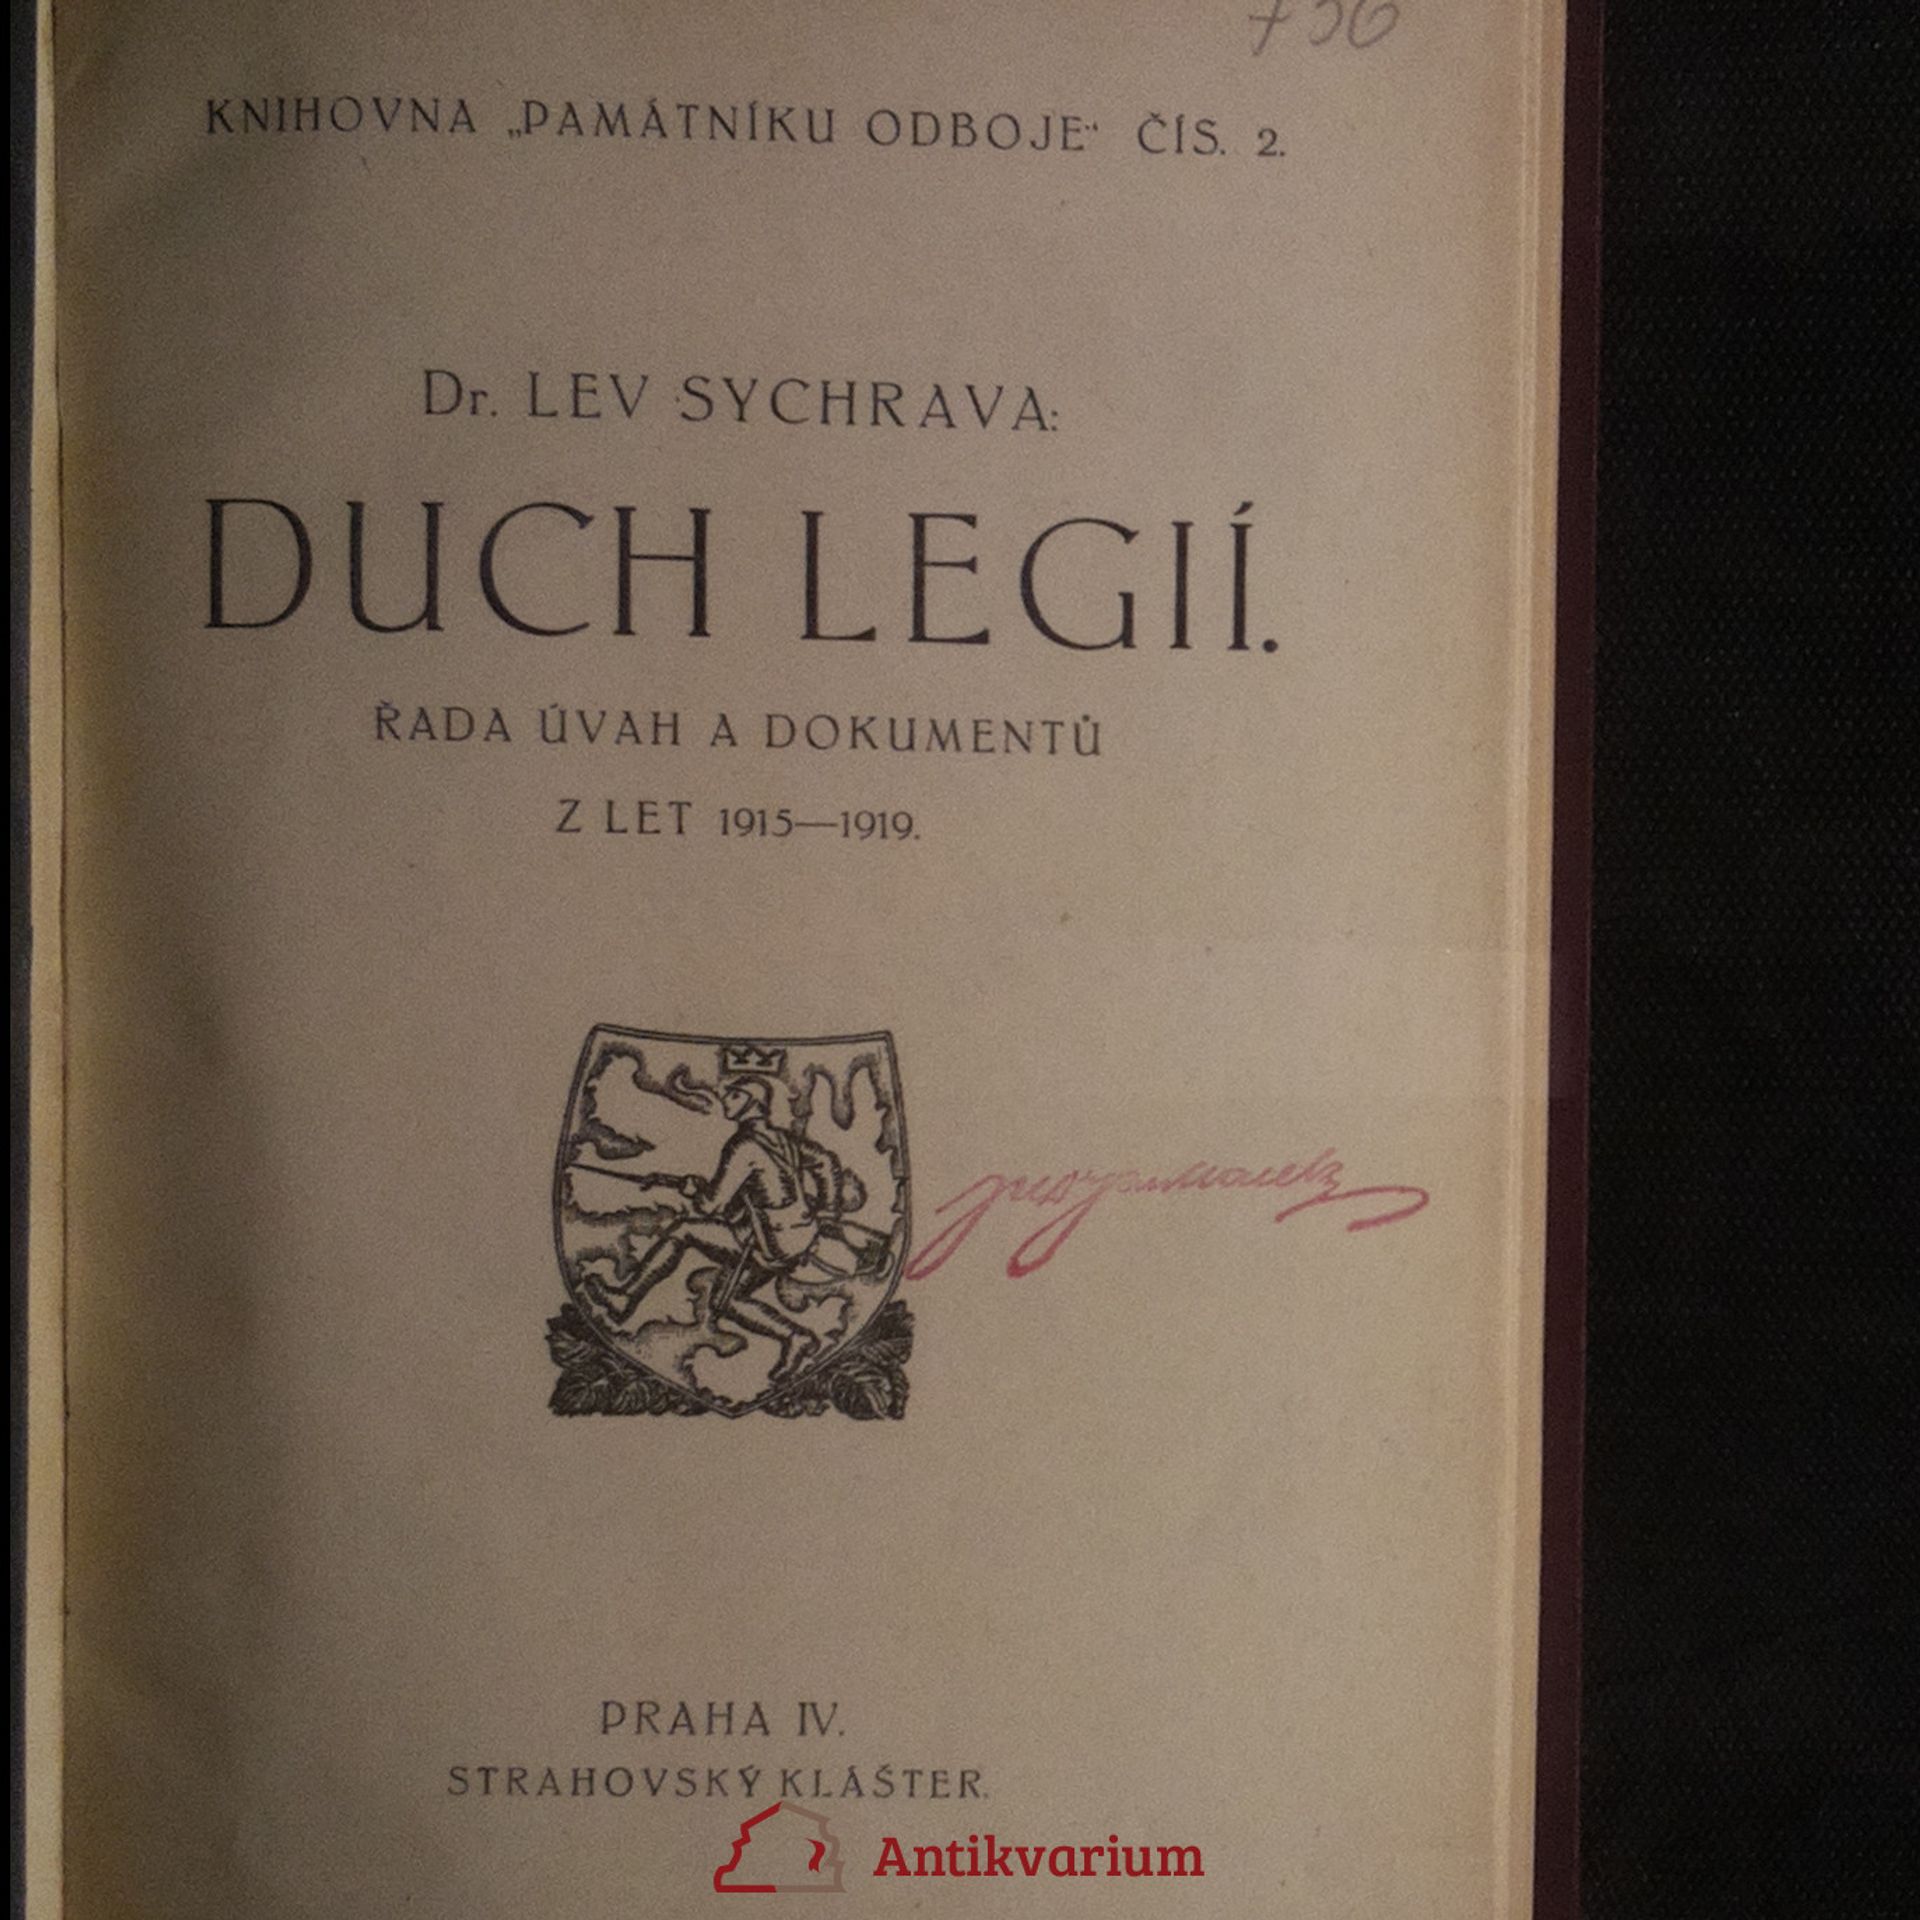 KNIHOVNA „PAMÁTNÍKU ODBOJE“ ČÍS. 2.
Dr. LEV SYCHRAVA:
DUCH LEGIÍ.
ŘADA ÚVAH A DOKUMENTŮ
Z LET 1915—1919.
PRAHA IV.
STRAHOVSKÝ KLÁŠTER.
Antikvarium